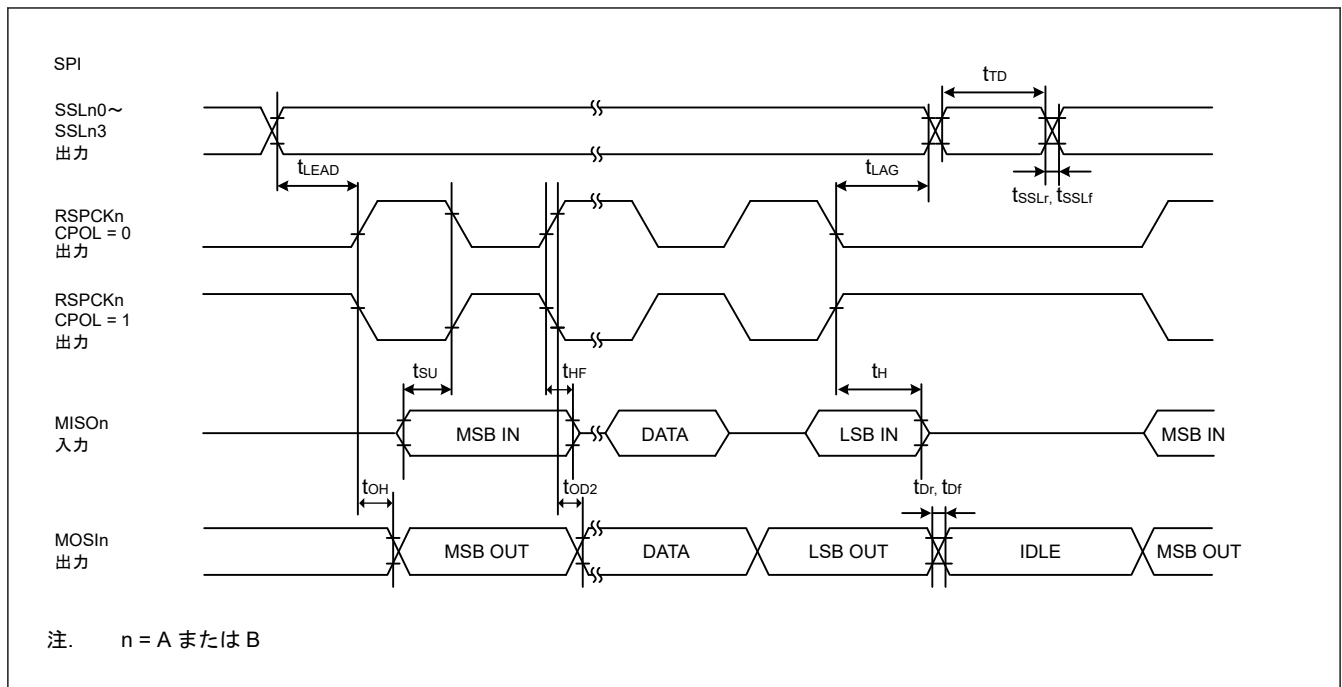 SPI
tTD
SSLn0～
SSLn3
出力
tLEAD
tLAG
tSSLr, tSSLf
RSPCKn
CPOL = 0
出力
RSPCKn
CPOL = 1
出力
tSU
tHF
tH
MISOn
入力
MSB IN
DATA
LSB IN
MSB IN
tOH
tOD2
tDr, tDf
MOSIn
出力
MSB OUT
DATA
LSB OUT
IDLE
MSB OUT
注. n = A または B